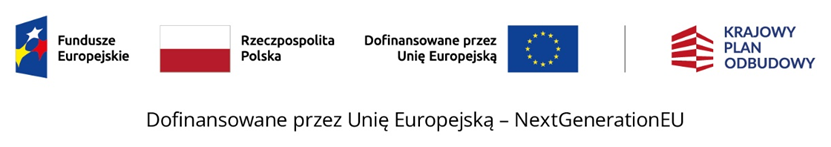 Fundusze
Europejskie
Rzeczpospolita
Polska
Dofinansowane przez
Unię Europejską
KRAJOWY
PLAN
ODBUDOWY
Dofinansowane przez Unię Europejską – NextGenerationEU